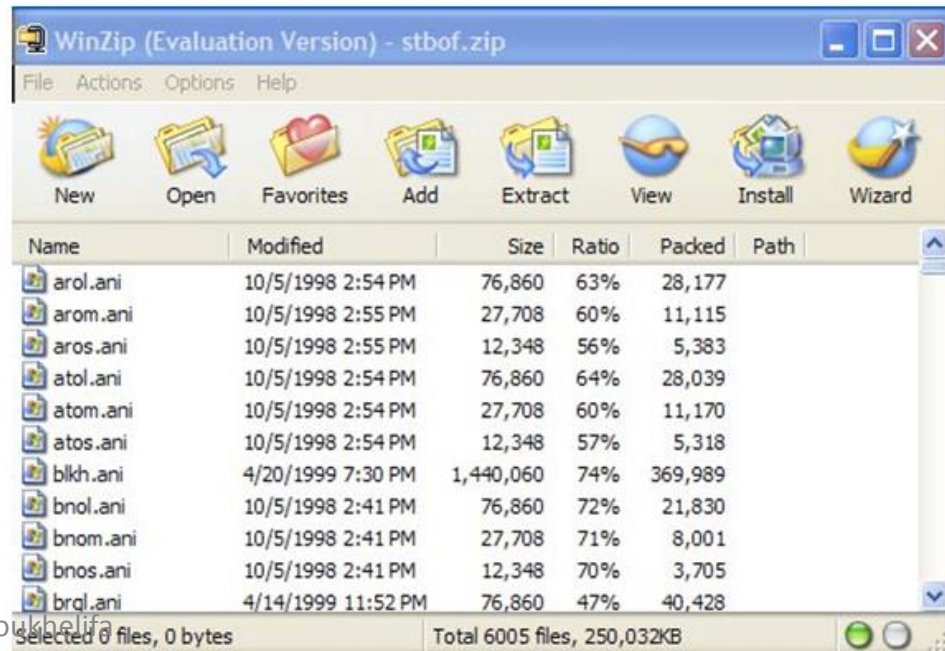 WinZip (Evaluation Version) - stbof.zip
File Actions Options Help
New Open Favorites Add Extract View Install Wizard
Name Modified Size Ratio Packed Path
arol.ani 10/5/1998 2:54 PM 76,860 63% 28,177
arom.ani 10/5/1998 2:55 PM 27,708 60% 11,115
aros.ani 10/5/1998 2:55 PM 12,348 56% 5,383
atol.ani 10/5/1998 2:54 PM 76,860 64% 28,039
atom.ani 10/5/1998 2:54 PM 27,708 60% 11,170
atos.ani 10/5/1998 2:54 PM 12,348 57% 5,318
blkh.ani 4/20/1999 7:30 PM 1,440,060 74% 369,989
bnol.ani 10/5/1998 2:41 PM 76,860 72% 21,830
bnom.ani 10/5/1998 2:41 PM 27,708 71% 8,001
bnos.ani 10/5/1998 2:41 PM 12,348 70% 3,705
brql.ani 4/14/1999 11:52 PM 76,860 47% 40,428
Selected 0 files, 0 bytes Total 6005 files, 250,032KB
oukhelifa